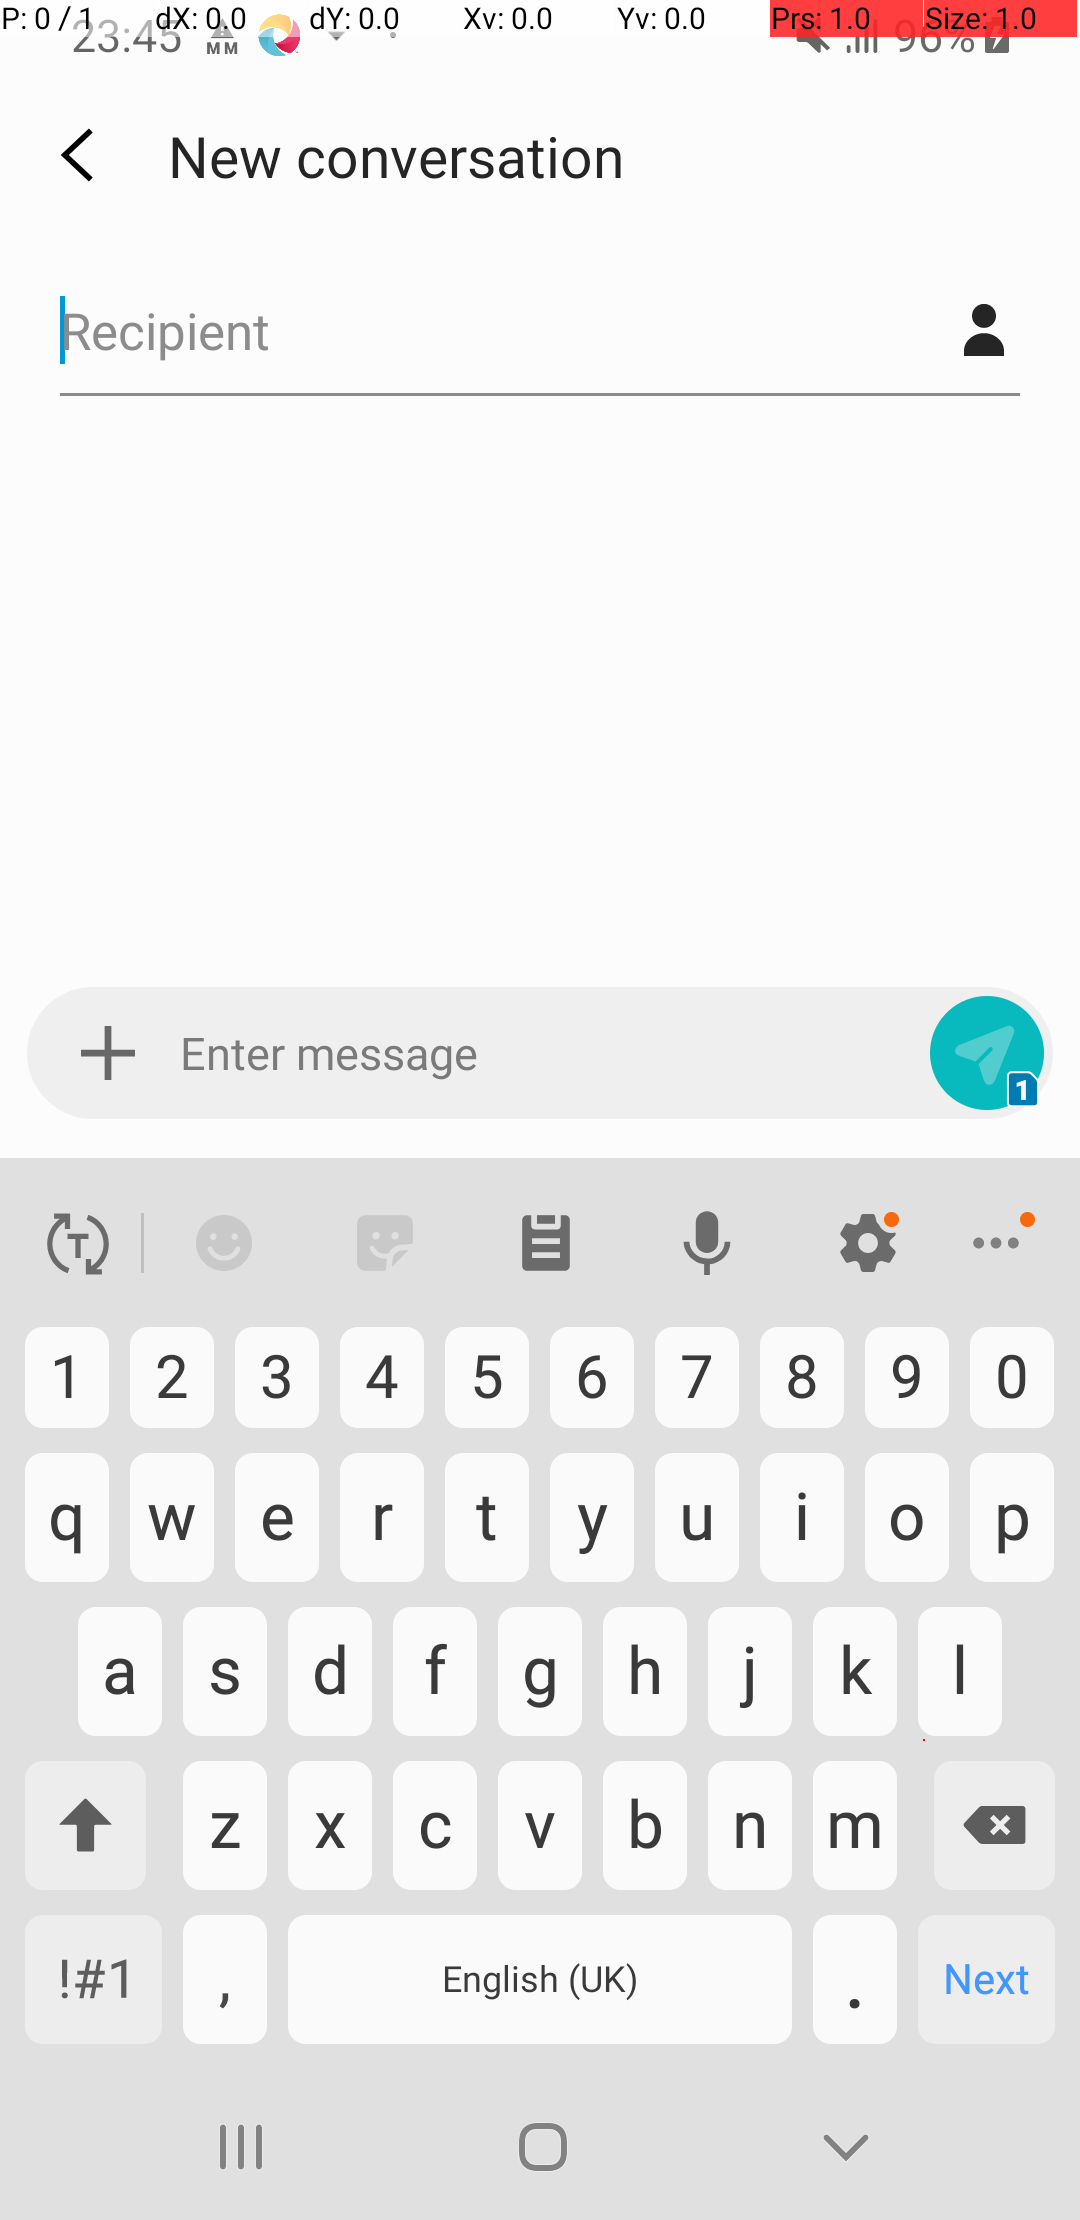 P: 0 / 1 dX: 0.0 dY: 0.0 Xv: 0.0 Yv: 0.0 Prs: 1.0 Size: 1.0
23:45 MM 96%
New conversation
Recipient
Enter message
1
T
1 2 3 4 5 6 7 8 9 0
q w e r t y u i o p
a s d f g h j k l
z x c v b n m
!#1 , English (UK) . Next